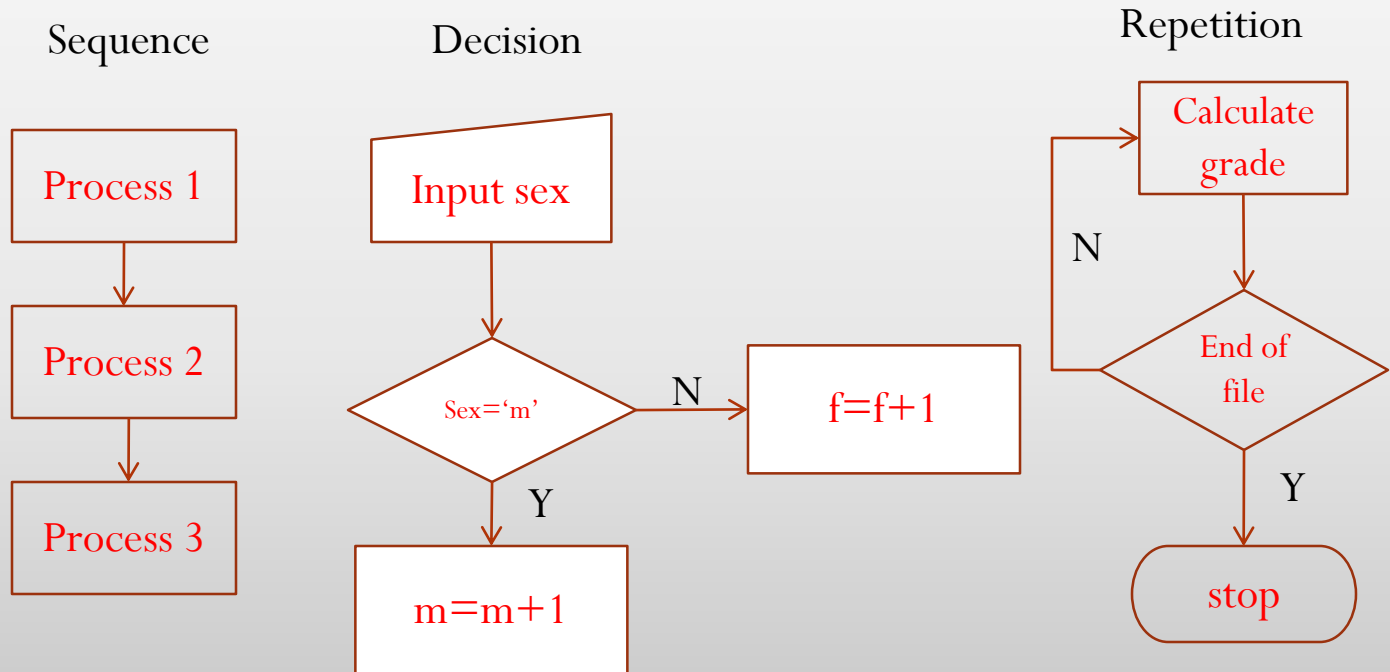 Sequence
Process 1
Process 2
Process 3
Decision
Input sex
Sex=‘m’
N
f=f+1
Y
m=m+1
Repetition
Calculate
grade
N
End of
file
Y
stop